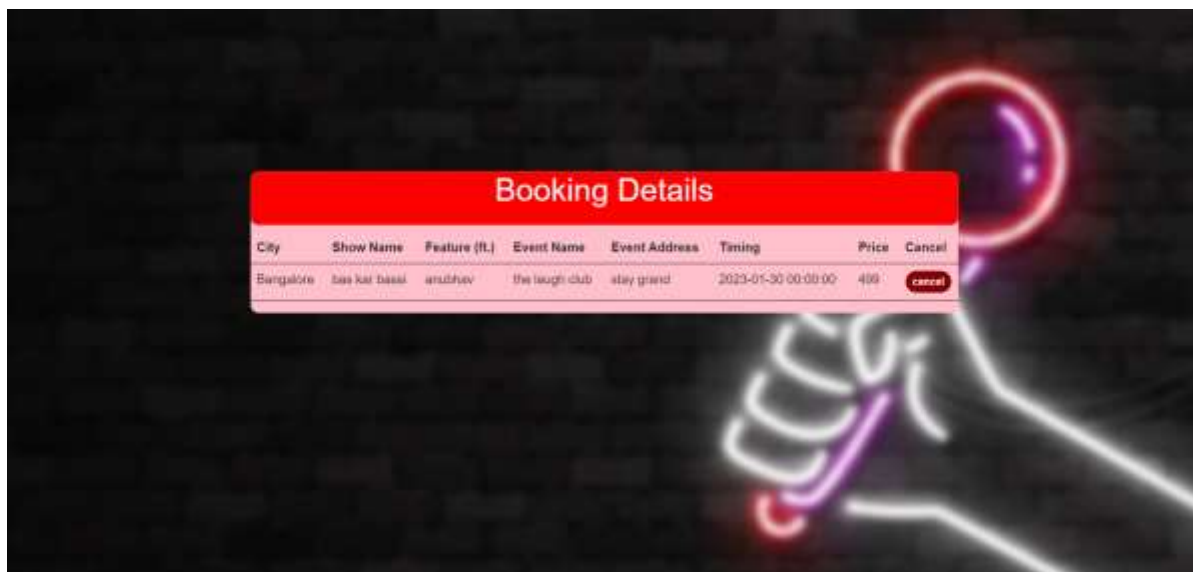 Booking Details
City Show Name Feature (ft.) Event Name Event Address Timing Price Cancel
Bangalore bas kar bassi anubhav the laugh club stay grand 2023-01-30 00:00:00 499 cancel